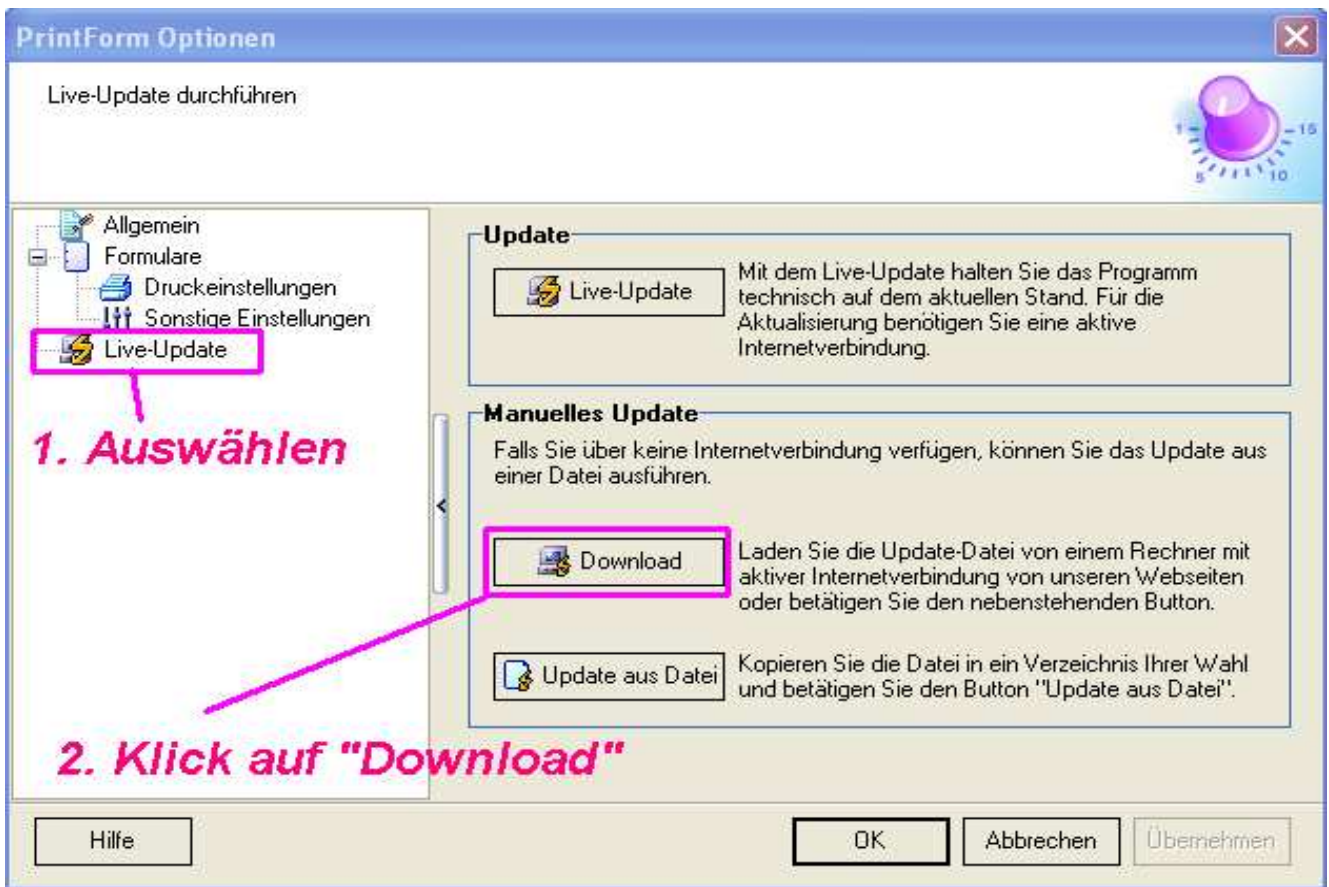 PrintForm Optionen
Live-Update durchführen
1
5
10
15
Allgemein
Formulare
Druckeinstellungen
Sonstige Einstellungen
Live-Update
1. Auswählen
2. Klick auf "Download"
Update
Live-Update
Mit dem Live-Update halten Sie das Programm
technisch auf dem aktuellen Stand. Für die
Aktualisierung benötigen Sie eine aktive
Internetverbindung.
Manuelles Update
Falls Sie über keine Internetverbindung verfügen, können Sie das Update aus
einer Datei ausführen.
Download
Laden Sie die Update-Datei von einem Rechner mit
aktiver Internetverbindung von unseren Webseiten
oder betätigen Sie den nebenstehenden Button.
Update aus Datei
Kopieren Sie die Datei in ein Verzeichnis Ihrer Wahl
und betätigen Sie den Button "Update aus Datei".
<
Hilfe
OK
Abbrechen
Übernehmen